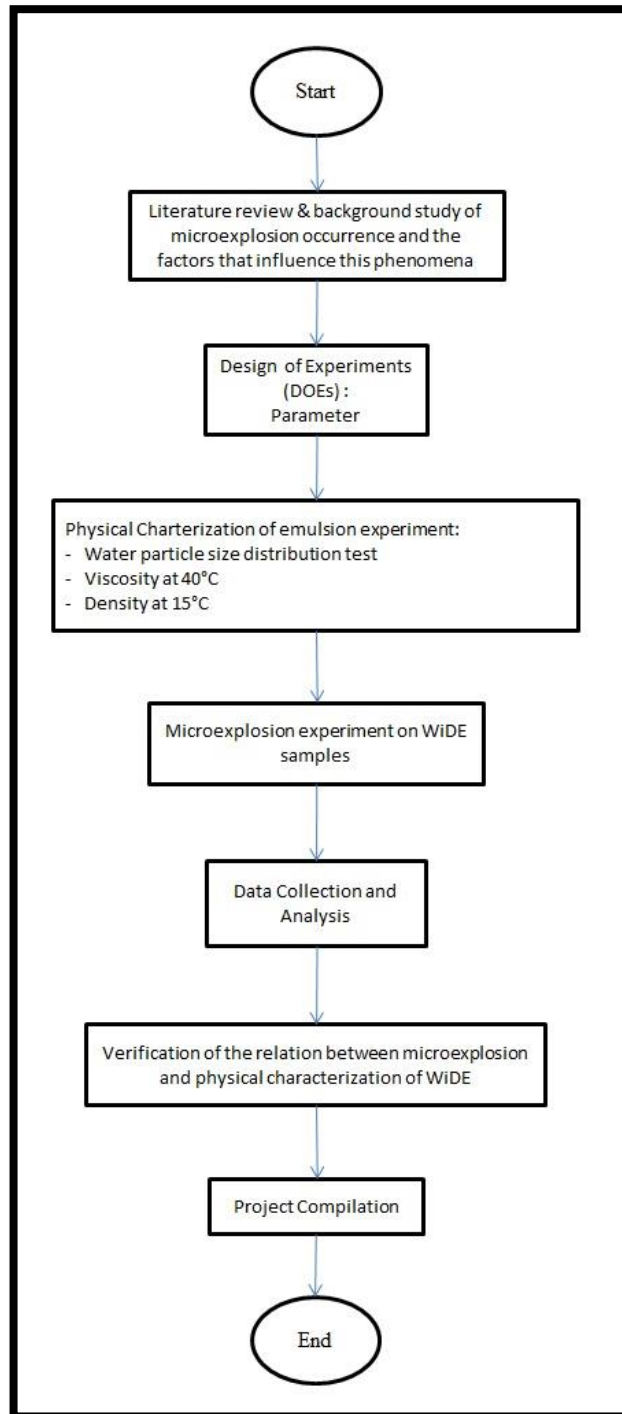 Start
Literature review & background study of
microexplosion occurrence and the
factors that influence this phenomena
Design of Experiments
(DOEs) :
Parameter
Physical Charterization of emulsion experiment:
- Water particle size distribution test
- Viscosity at 40°C
- Density at 15°C
Microexplosion experiment on WiDE
samples
Data Collection and
Analysis
Verification of the relation between microexplosion
and physical characterization of WiDE
Project Compilation
End